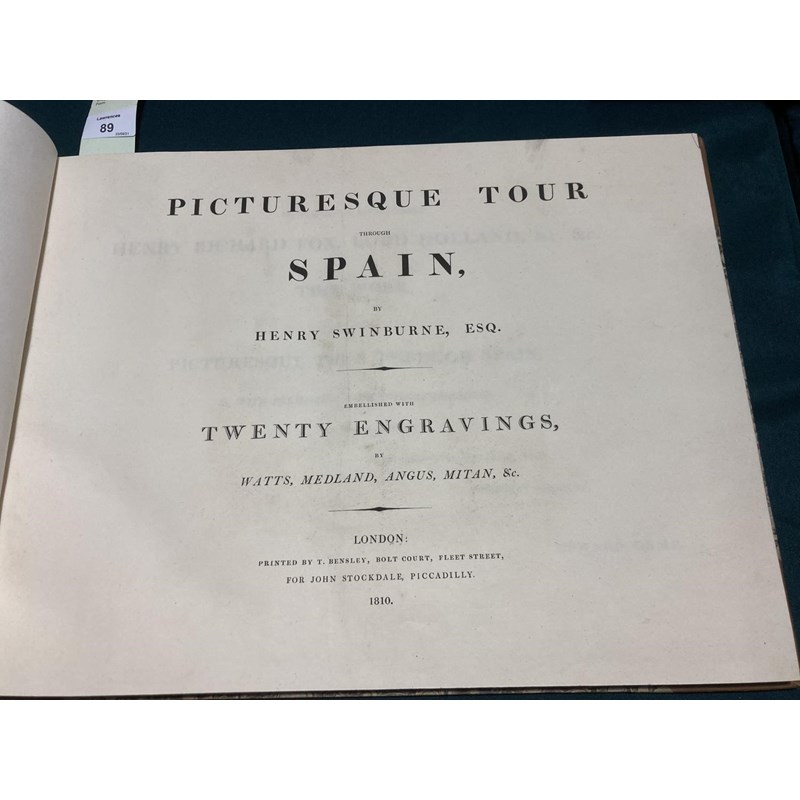 Lawrences
89
PICTURESQUE TOUR
THROUGH
SPAIN,
BY
HENRY SWINBURNE, ESQ.
EMBELLISHED WITH
TWENTY ENGRAVINGS,
BY
WATTS, MEDLAND, ANGUS, MITAN, &c.
LONDON:
PRINTED BY T. BENSLEY, BOLT COURT, FLEET STREET,
FOR JOHN STOCKDALE, PICCADILLY.
1810.